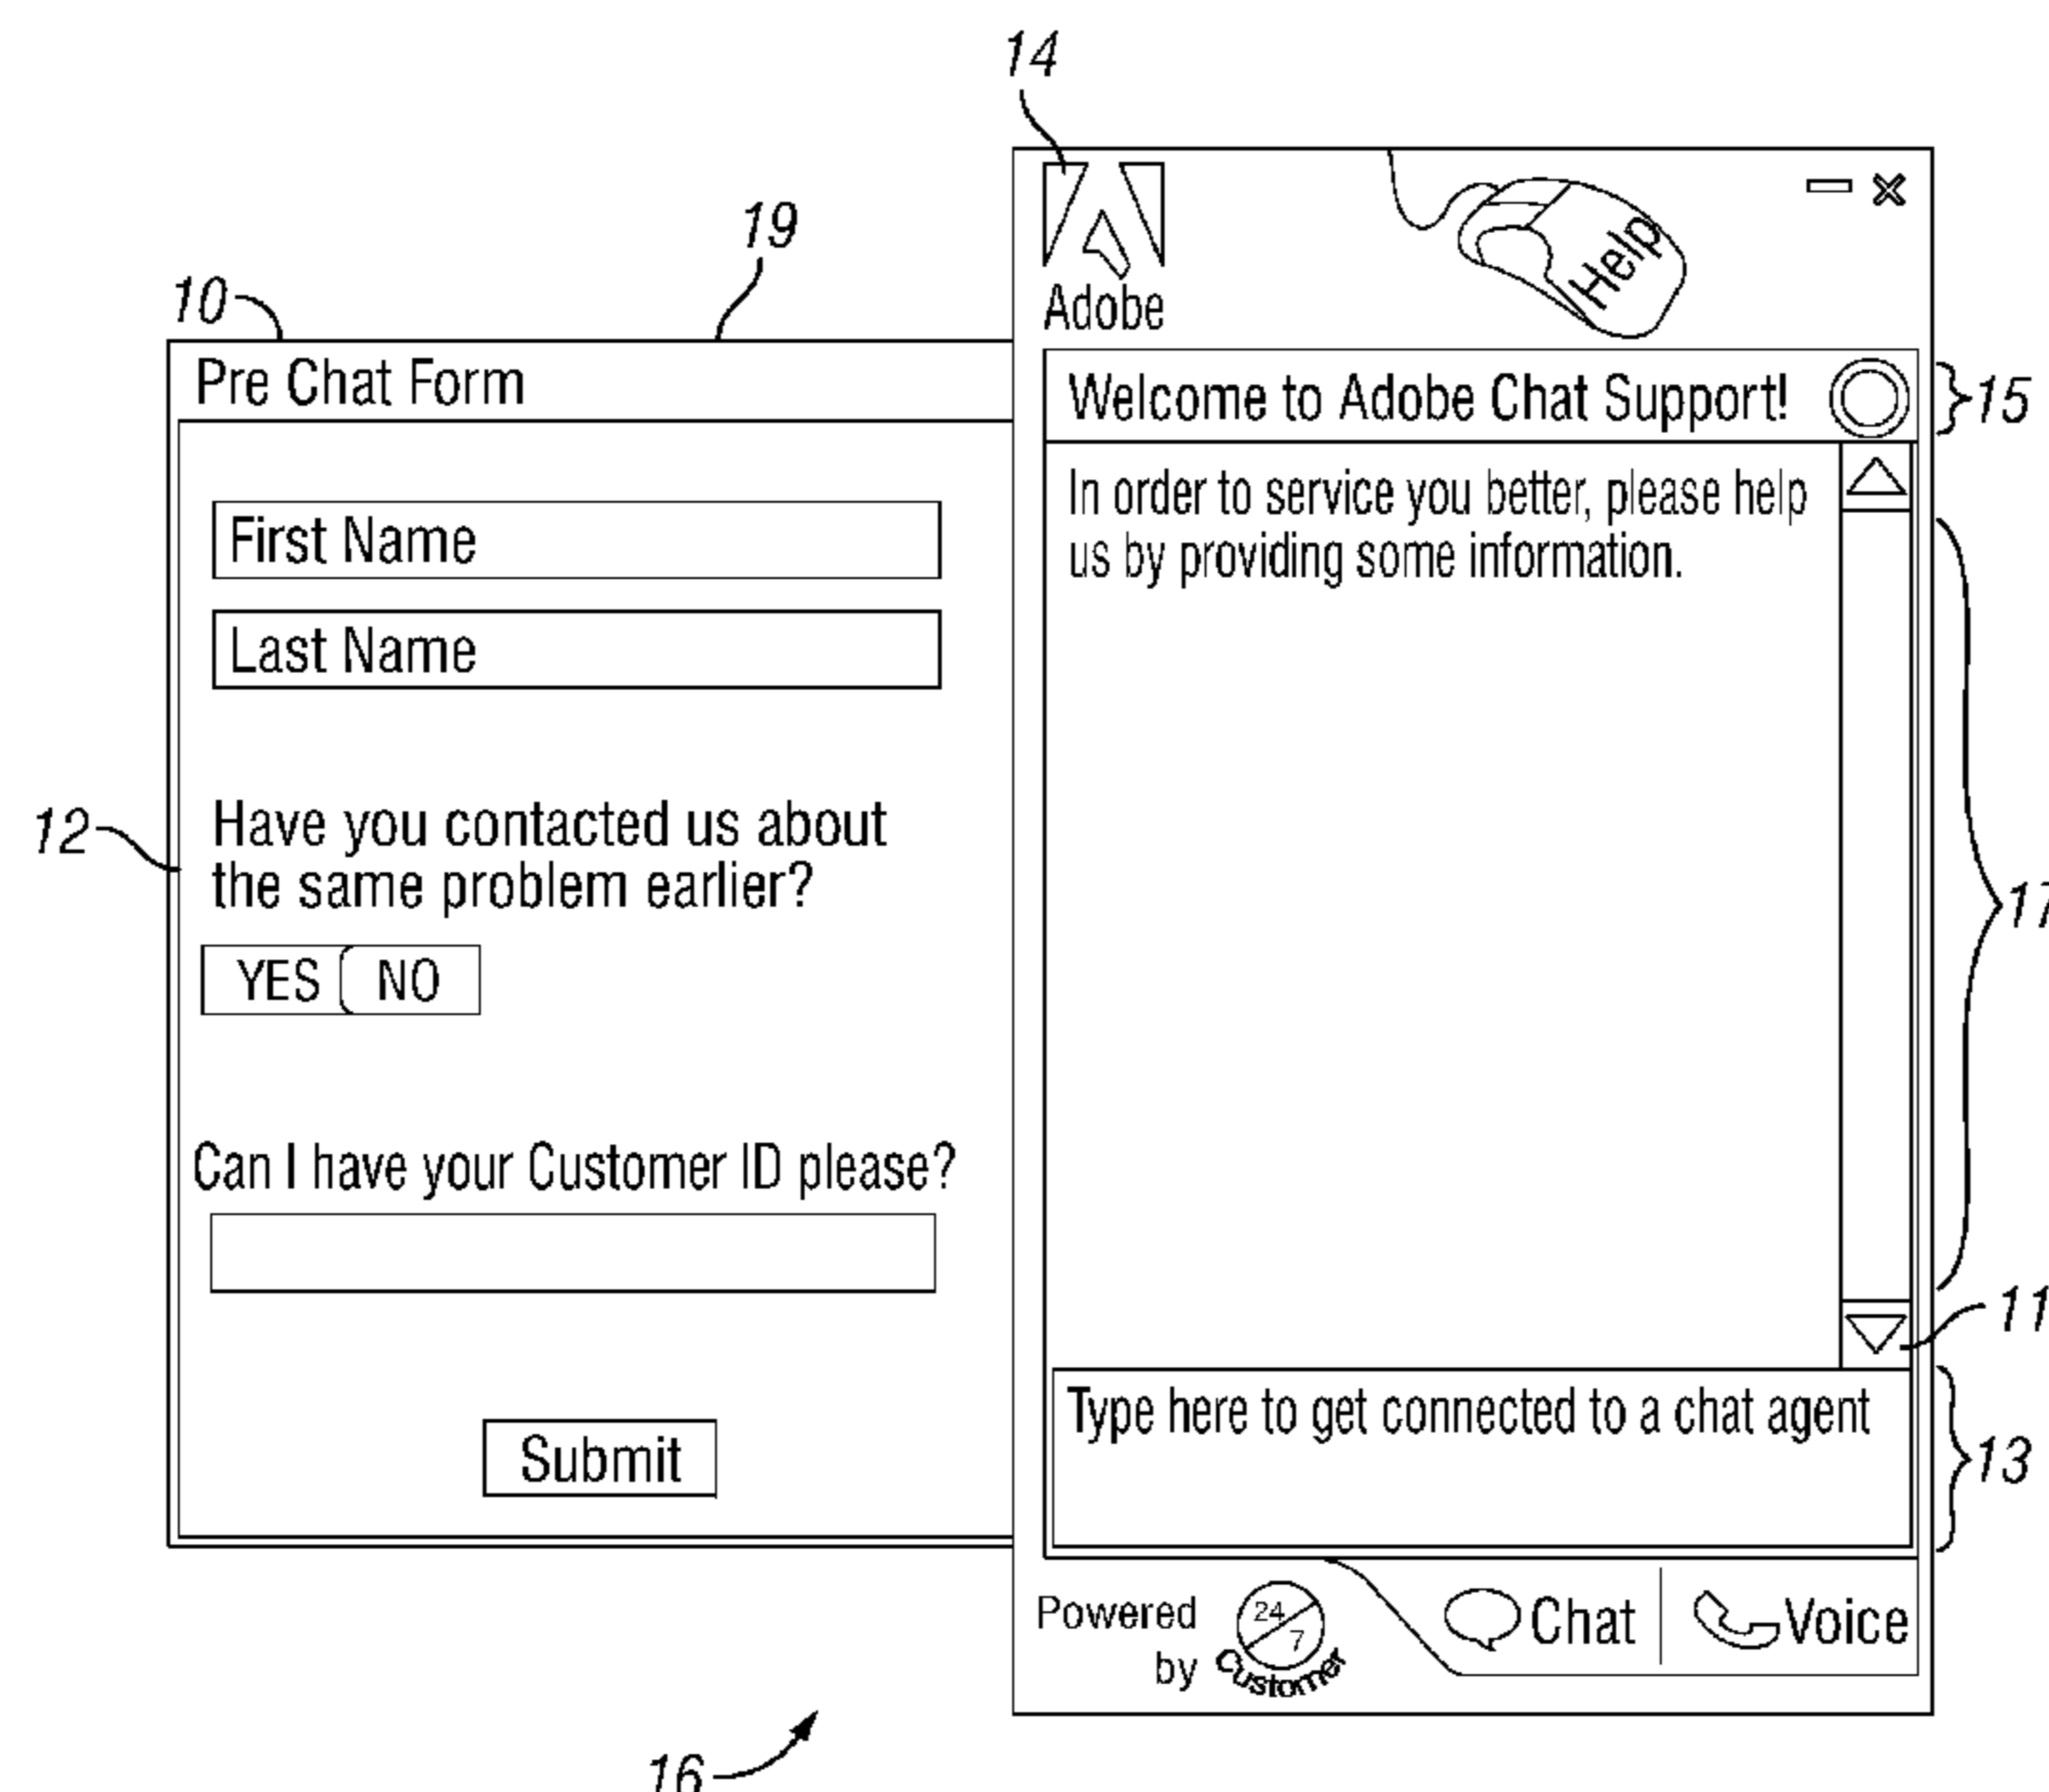 14
19
10
Adobe
Help
Pre Chat Form
Welcome to Adobe Chat Support!
15
In order to service you better, please help
us by providing some information.
First Name
Last Name
Have you contacted us about
the same problem earlier?
12
17
YES NO
Can I have your Customer ID please?
11
Type here to get connected to a chat agent
13
Submit
Powered
by
24
7
Customer
Chat
Voice
16